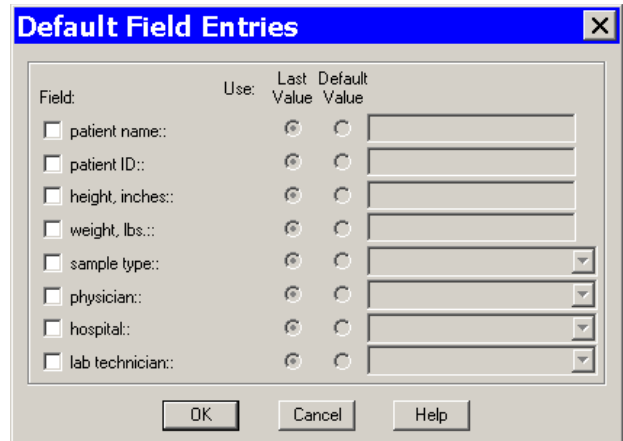 Default Field Entries
Field: Use: Last Value Default Value
patient name::
patient ID::
height, inches::
weight, lbs.::
sample type::
physician::
hospital::
lab technician::
OK Cancel Help